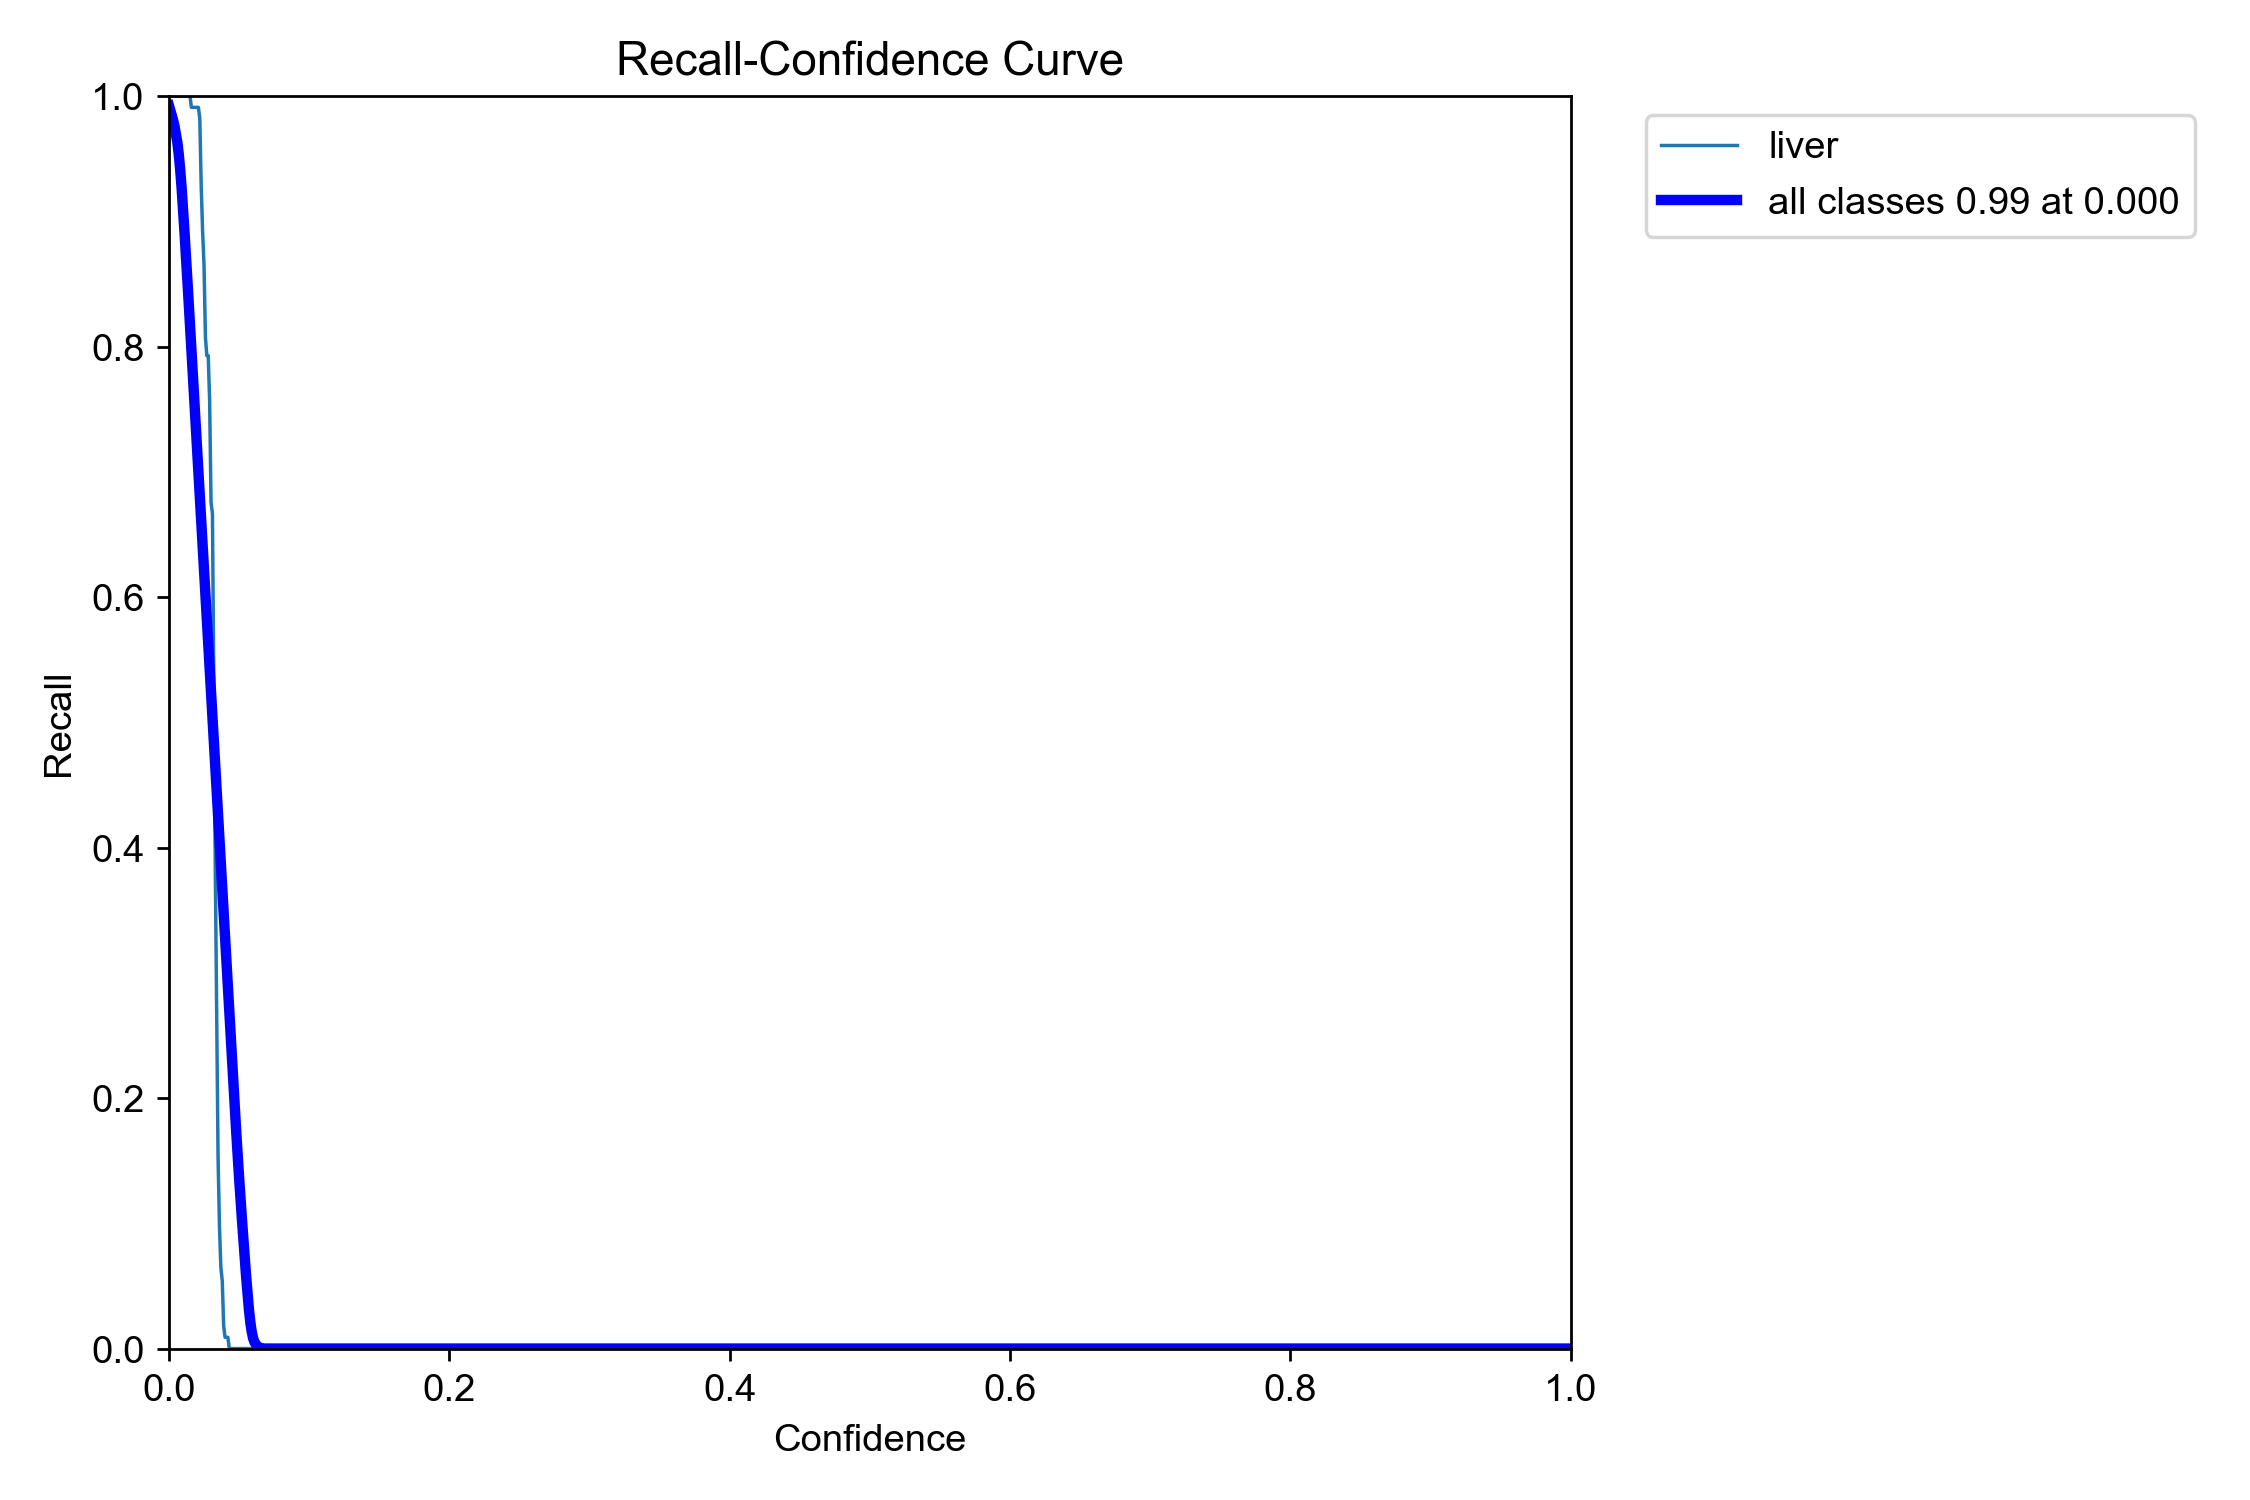 Recall-Confidence Curve
1.0
0.8
0.6
0.4
0.2
0.0
Recall
0.0 0.2 0.4 0.6 0.8 1.0
Confidence
liver
all classes 0.99 at 0.000